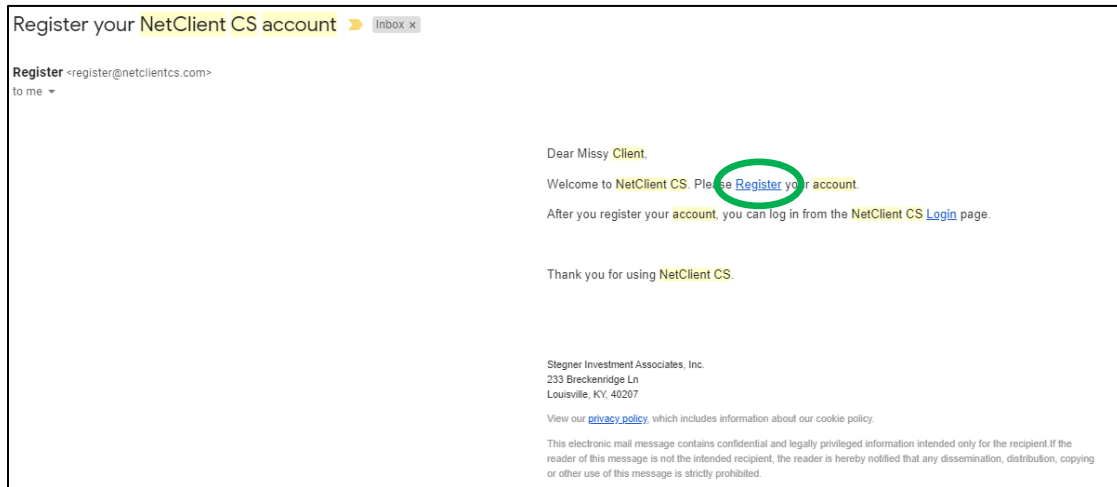 Register your NetClient CS account Inbox x
Register <register@netclientcs.com>
to me
Dear Missy Client,
Welcome to NetClient CS. Please Register your account.
After you register your account, you can log in from the NetClient CS Login page.
Thank you for using NetClient CS.
Stegner Investment Associates, Inc.
233 Breckenridge Ln
Louisville, KY, 40207
View our privacy policy, which includes information about our cookie policy.
This electronic mail message contains confidential and legally privileged information intended only for the recipient.If the
reader of this message is not the intended recipient, the reader is hereby notified that any dissemination, distribution, copying
or other use of this message is strictly prohibited.